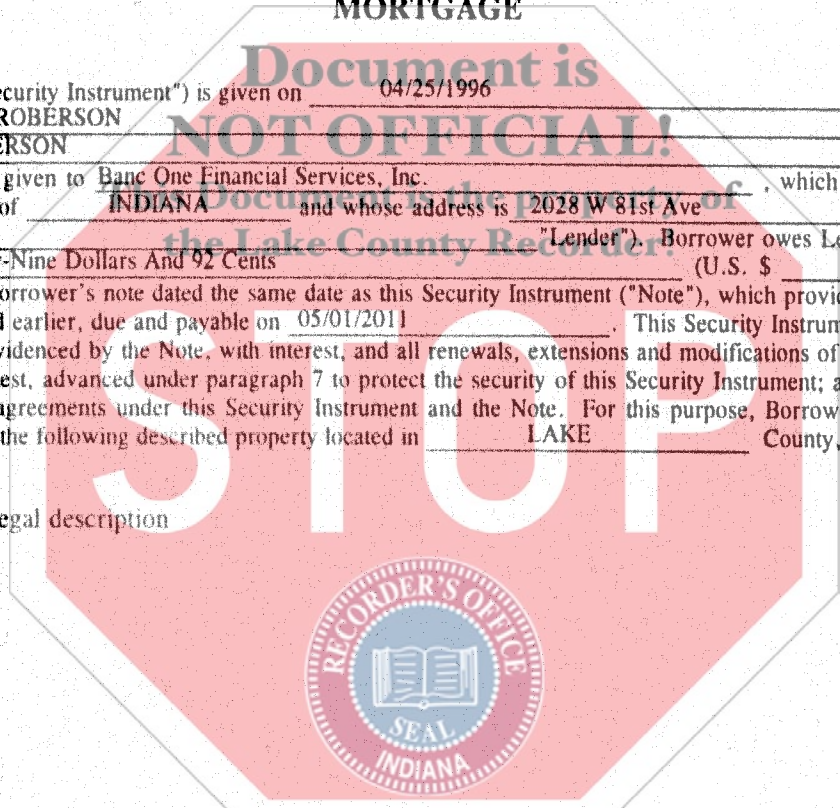 MORTGAGE
Document is
ecurity Instrument") is given on 04/25/1996
ROBERSON
NOT OFFICIAL!
ERSON
given to Banc One Financial Services, Inc. , which
This Document is the property of
of INDIANA and whose address is 2028 W 81st Ave
the Lake County Recorder!
"Lender"). Borrower owes Le
-Nine Dollars And 92 Cents (U.S. $
orrower's note dated the same date as this Security Instrument ("Note"), which provi
d earlier, due and payable on 05/01/2011 . This Security Instrum
videnced by the Note, with interest, and all renewals, extensions and modifications of
est, advanced under paragraph 7 to protect the security of this Security Instrument; a
agreements under this Security Instrument and the Note. For this purpose, Borrow
the following described property located in LAKE County,
STOP
egal description
RECORDER'S OFFICE
SEAL
INDIANA